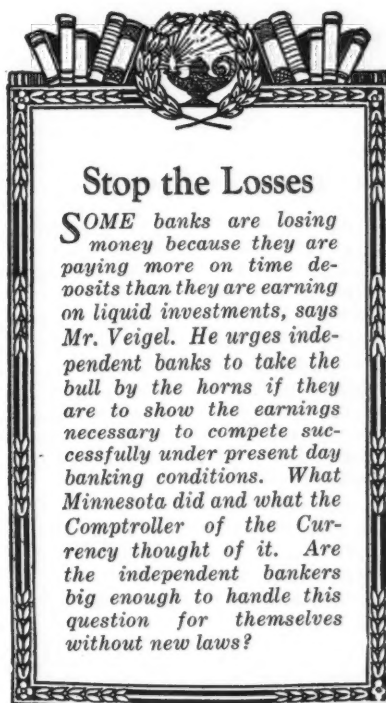 Stop the Losses
SOME banks are losing
money because they are
paying more on time de-
posits than they are earning
on liquid investments, says
Mr. Veigel. He urges inde-
pendent banks to take the
bull by the horns if they
are to show the earnings
necessary to compete suc-
cessfully under present day
banking conditions. What
Minnesota did and what the
Comptroller of the Cur-
rency thought of it. Are
the independent bankers
big enough to handle this
question for themselves
without new laws?